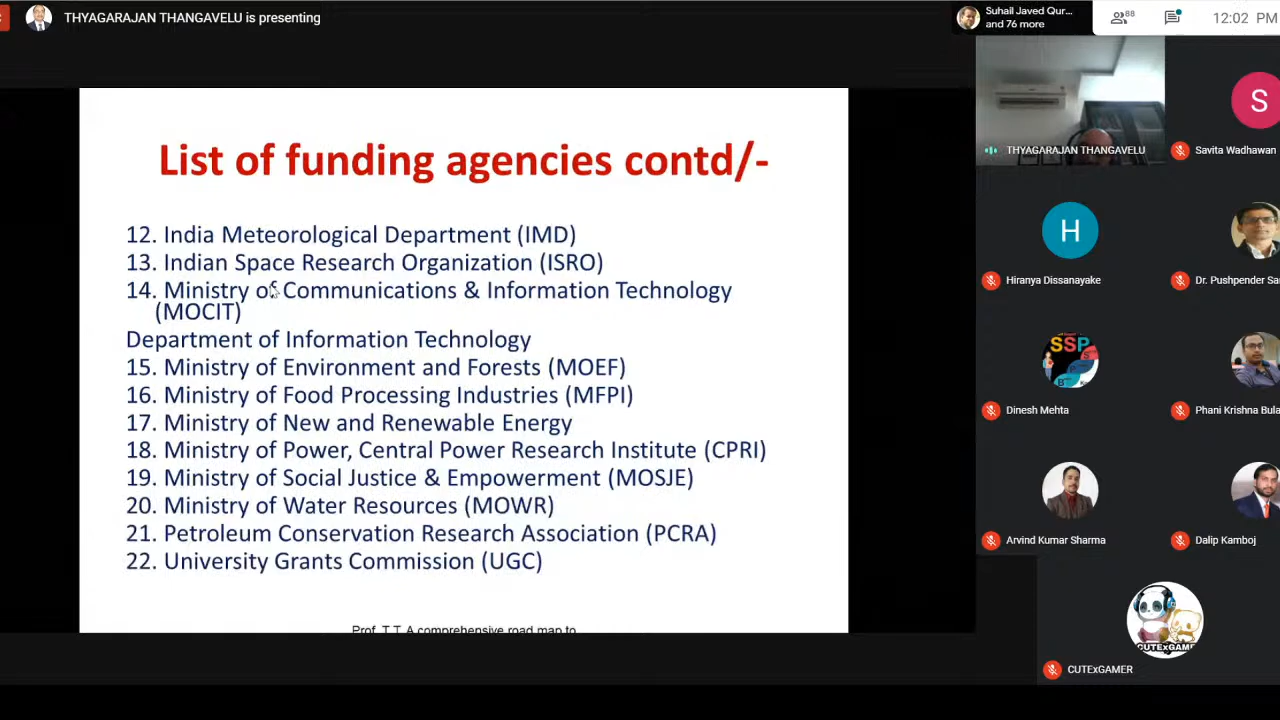 THYAGARAJAN THANGAVELU is presenting
Suhail Javed Qur...
and 76 more
88
12:02 PM
List of funding agencies contd/-
12. India Meteorological Department (IMD)
13. Indian Space Research Organization (ISRO)
14. Ministry of Communications & Information Technology
(MOCIT)
Department of Information Technology
15. Ministry of Environment and Forests (MOEF)
16. Ministry of Food Processing Industries (MFPI)
17. Ministry of New and Renewable Energy
18. Ministry of Power, Central Power Research Institute (CPRI)
19. Ministry of Social Justice & Empowerment (MOSJE)
20. Ministry of Water Resources (MOWR)
21. Petroleum Conservation Research Association (PCRA)
22. University Grants Commission (UGC)
Prof. T.T. A comprehensive road map to
THYAGARAJAN THANGAVELU
S
Savita Wadhawan
H
Hiranya Dissanayake
Dr. Pushpender Sa
SSP
Dinesh Mehta
Phani Krishna Bula
Arvind Kumar Sharma
Dalip Kamboj
CUTExGAMER
CUTExGAMER